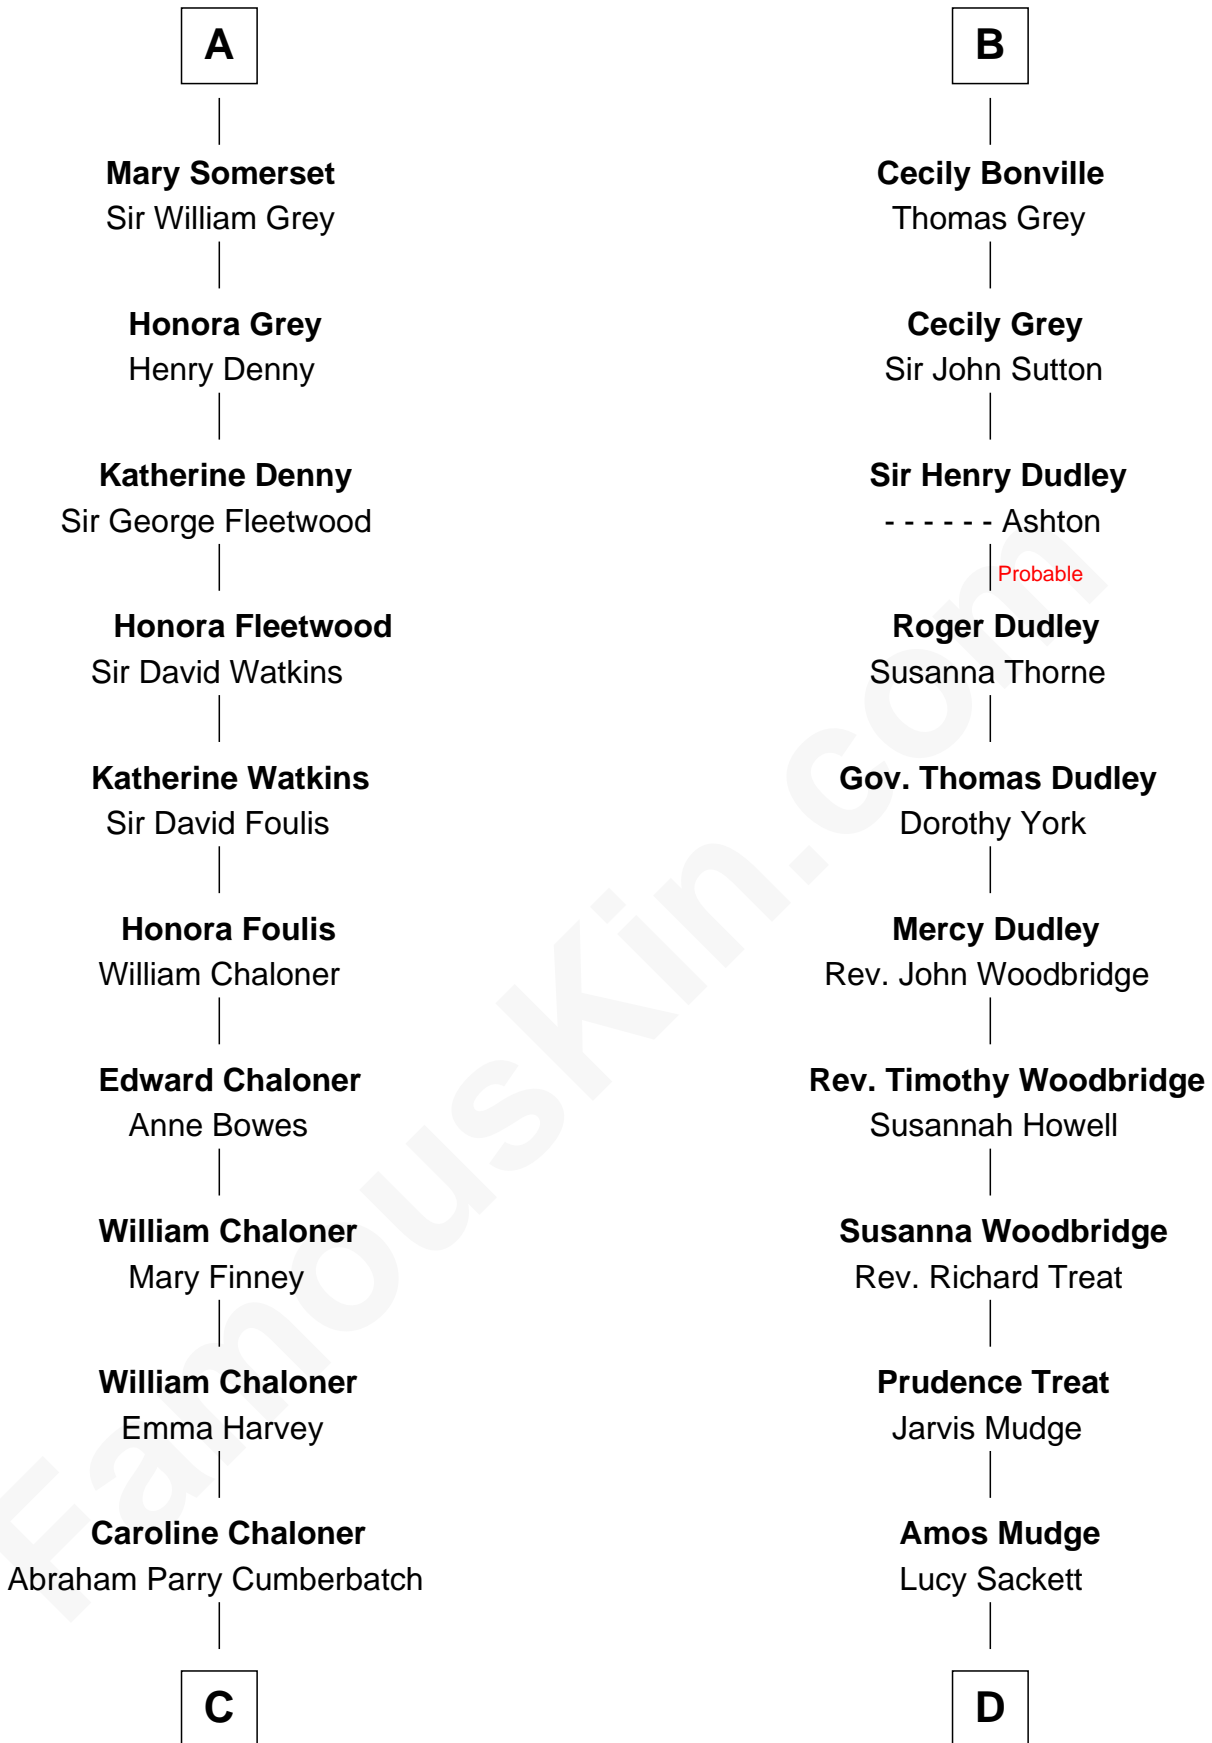 A
Mary Somerset
Sir William Grey
Honora Grey
Henry Denny
Katherine Denny
Sir George Fleetwood
Honora Fleetwood
Sir David Watkins
Katherine Watkins
Sir David Foulis
Honora Foulis
William Chaloner
Edward Chaloner
Anne Bowes
William Chaloner
Mary Finney
William Chaloner
Emma Harvey
Caroline Chaloner
Abraham Parry Cumberbatch
C
B
Cecily Bonville
Thomas Grey
Cecily Grey
Sir John Sutton
Sir Henry Dudley
- - - - - - Ashton
Probable
Roger Dudley
Susanna Thorne
Gov. Thomas Dudley
Dorothy York
Mercy Dudley
Rev. John Woodbridge
Rev. Timothy Woodbridge
Susannah Howell
Susanna Woodbridge
Rev. Richard Treat
Prudence Treat
Jarvis Mudge
Amos Mudge
Lucy Sackett
D
FamousKin.com